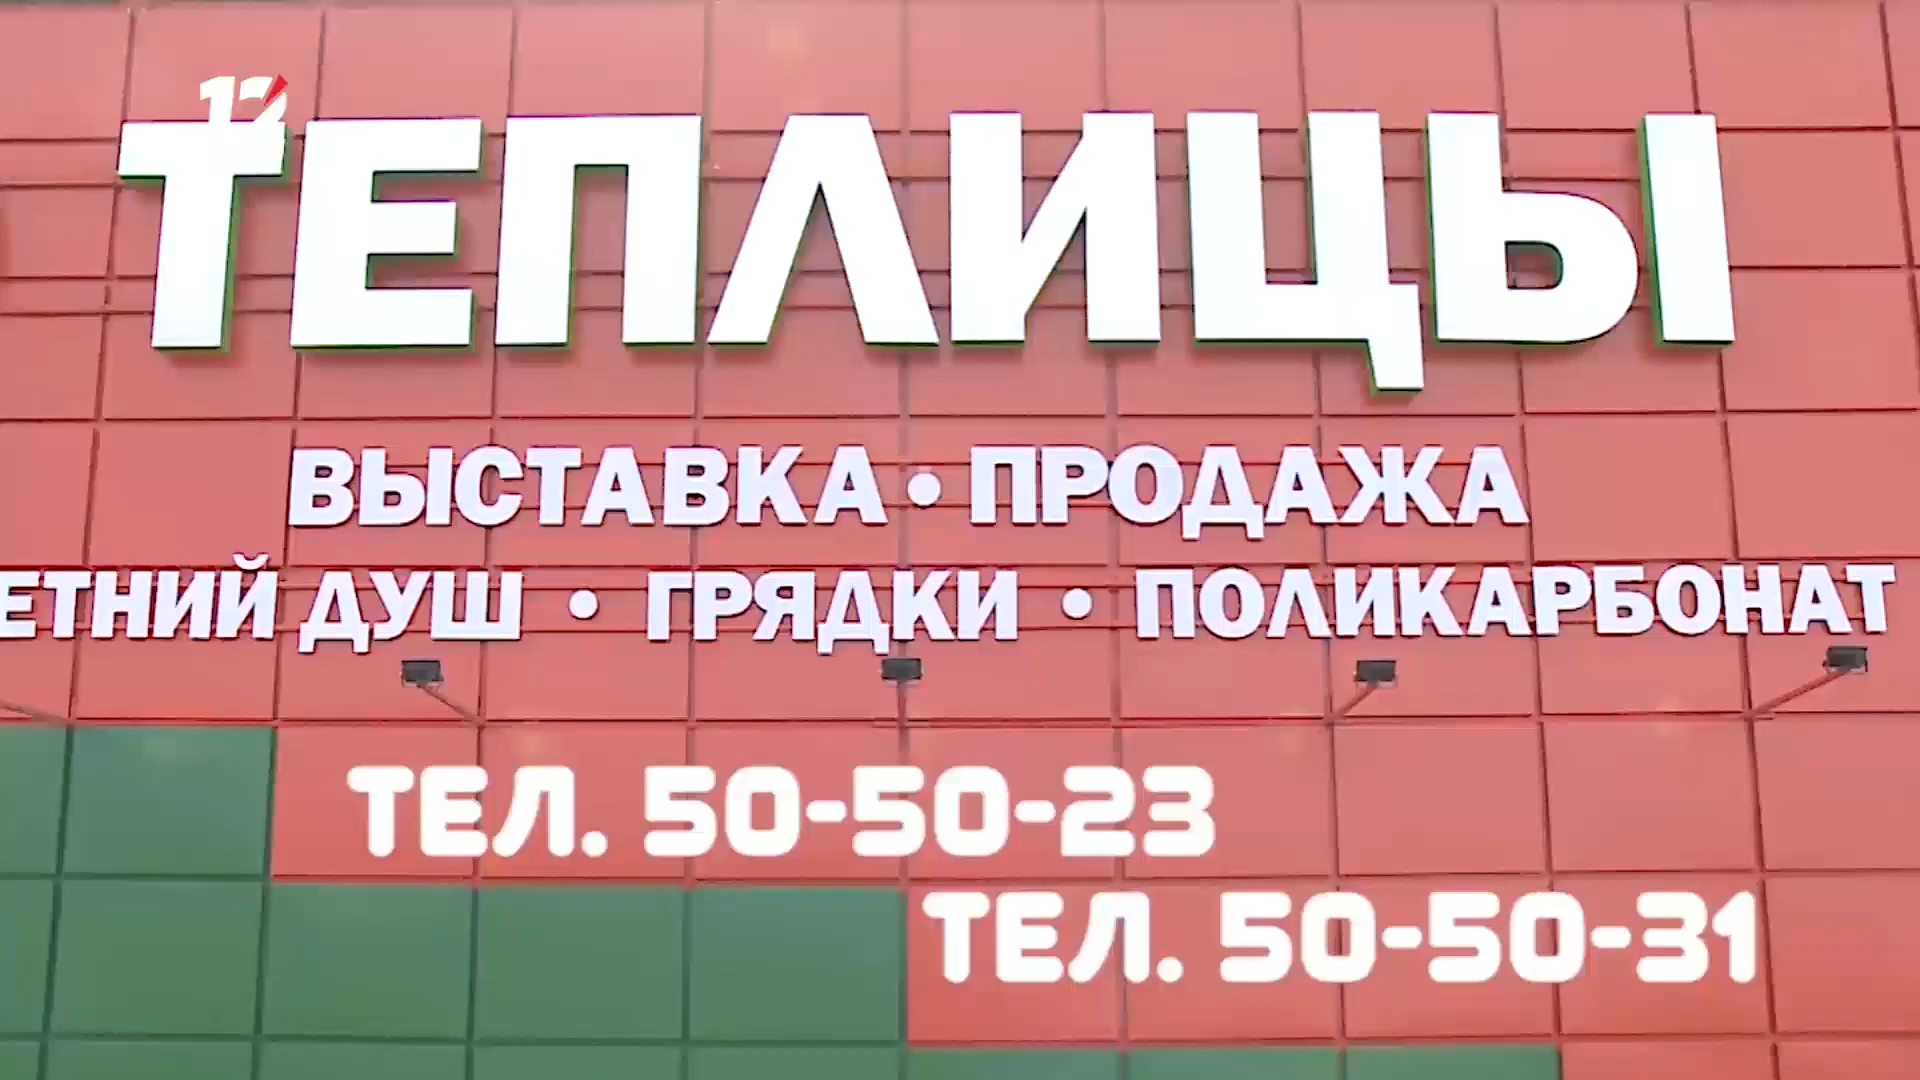 12
ТЕПЛИЦЫ
ВЫСТАВКА • ПРОДАЖА
ЕТНИЙ ДУШ • ГРЯДКИ • ПОЛИКАРБОНАТ
ТЕЛ. 50-50-23
ТЕЛ. 50-50-31